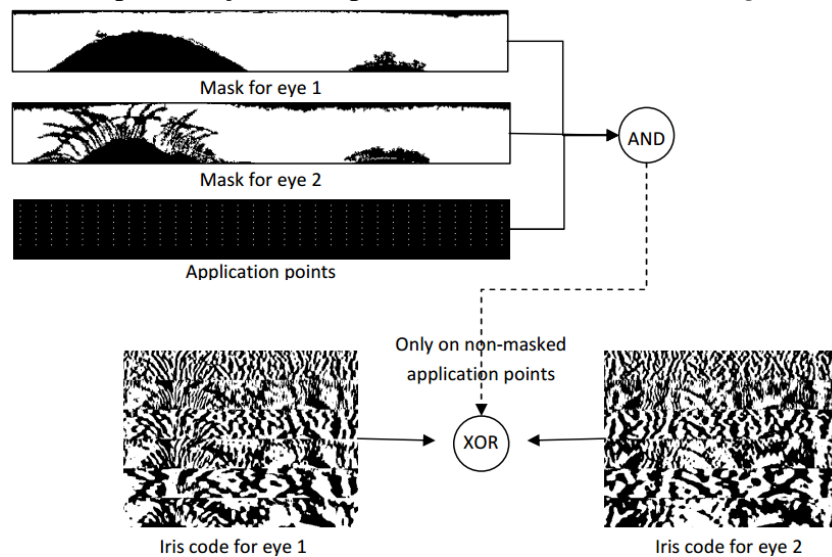 Mask for eye 1
AND
Mask for eye 2
Application points
Only on non-masked
application points
XOR
Iris code for eye 1
Iris code for eye 2